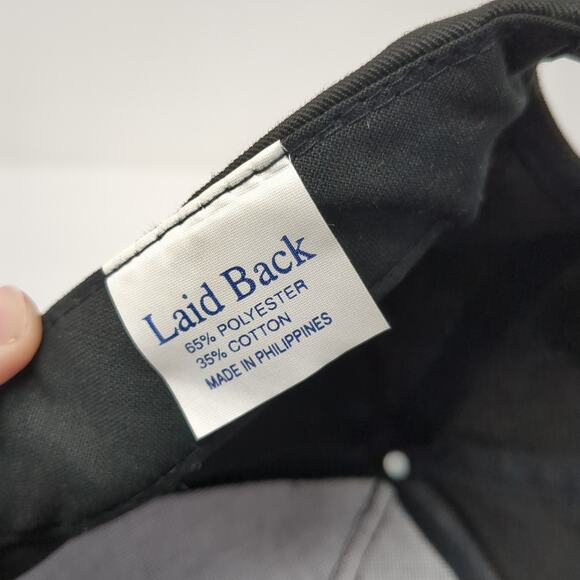 Laid Back
65% POLYESTER
35% COTTON
MADE IN PHILIPPINES